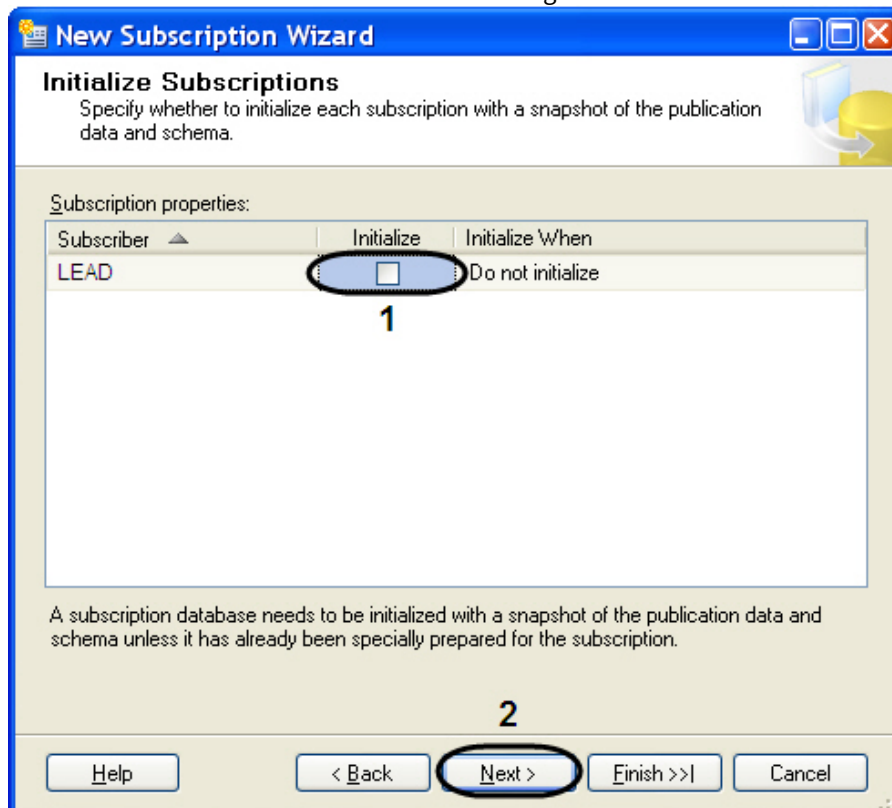 New Subscription Wizard
Initialize Subscriptions
Specify whether to initialize each subscription with a snapshot of the publication
data and schema.
Subscription properties:
Subscriber Initialize Initialize When
LEAD Do not initialize
1
A subscription database needs to be initialized with a snapshot of the publication data and
schema unless it has already been specially prepared for the subscription.
2
Help < Back Next > Finish >>| Cancel